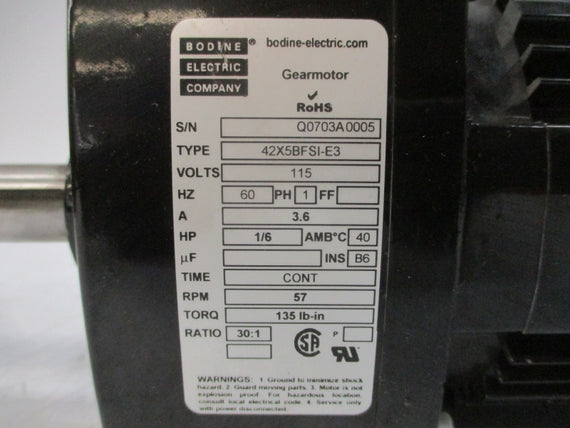 BODINE ® bodine-electric.com
ELECTRIC
COMPANY
Gearmotor
RoHS
S/N Q0703A0005
TYPE 42X5BFSI-E3
VOLTS 115
HZ 60 PH 1 FF
A 3.6
HP 1/6 AMB°C 40
µF INS B6
TIME CONT
RPM 57
TORQ 135 lb-in
RATIO 30:1 SA P
RU
WARNINGS: 1 Ground to minimize shock
hazard. 2. Guard moving parts. 3. Motor is not
explosion proof. For hazardous location,
consult local electrical code. 4. Service only
with power disconnected.